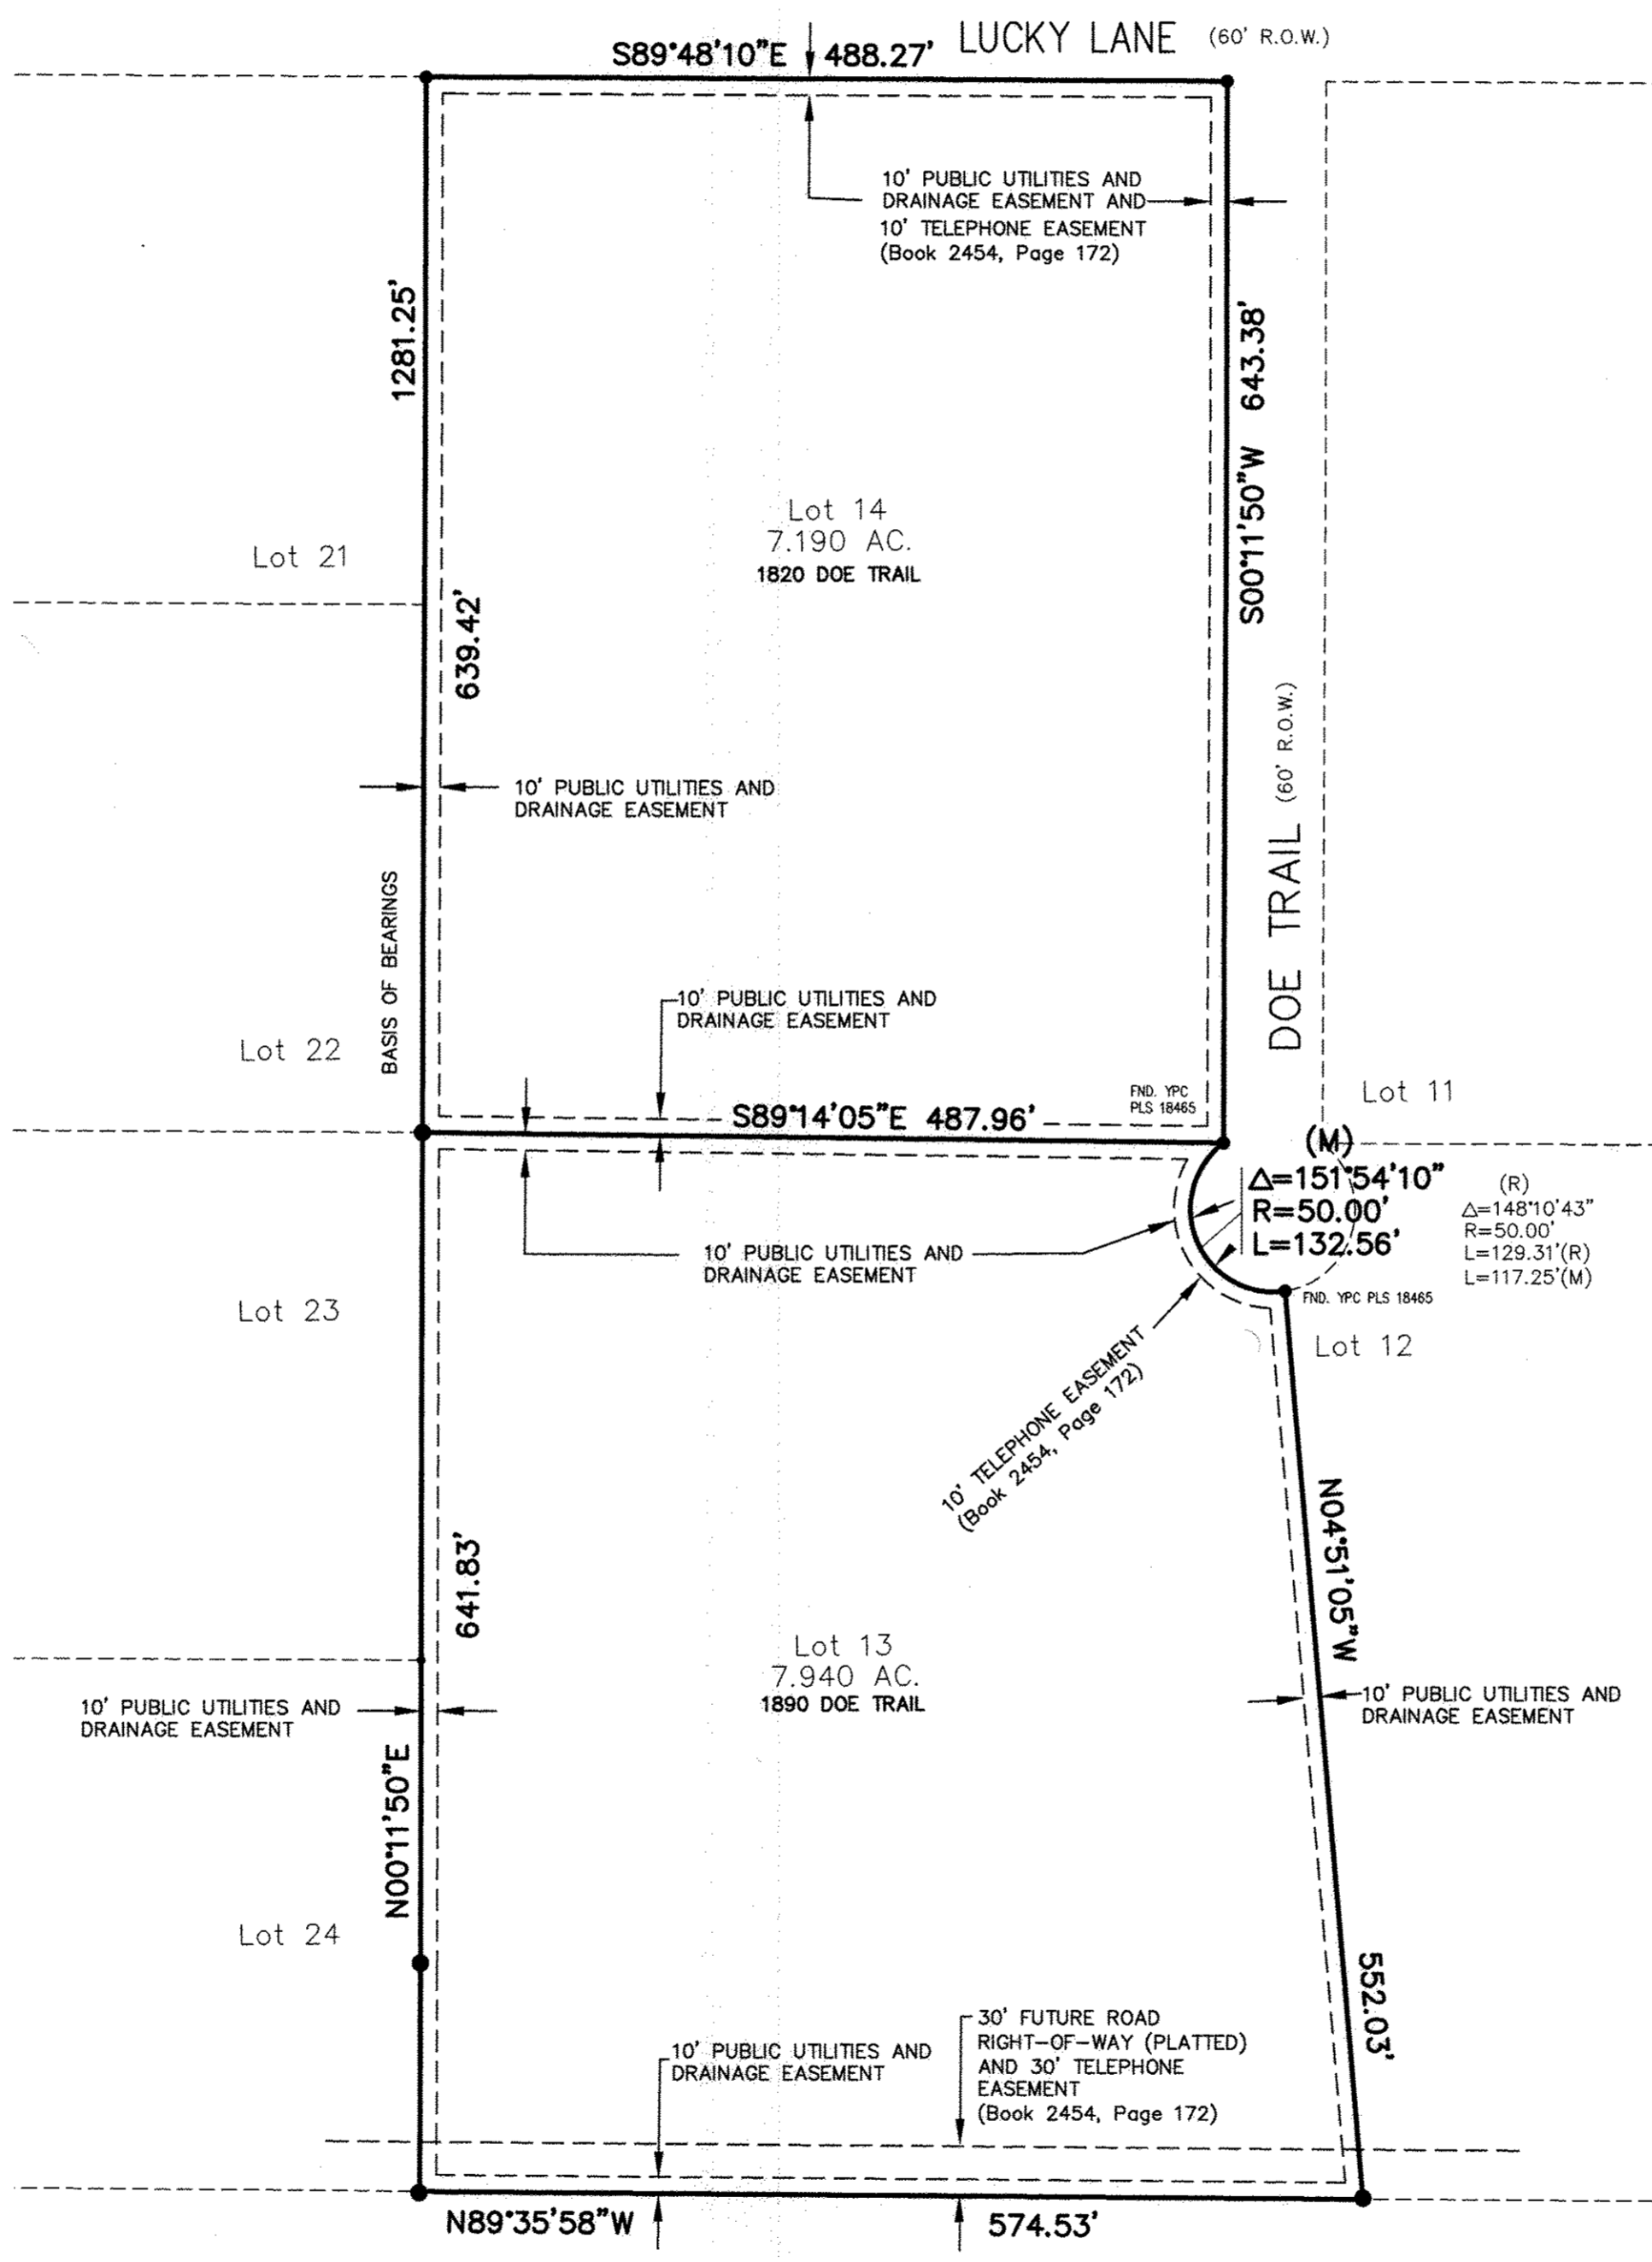 LUCKY LANE (60' R.O.W.)
S89°48'10"E 488.27'
10' PUBLIC UTILITIES AND
DRAINAGE EASEMENT AND
10' TELEPHONE EASEMENT
(Book 2454, Page 172)
1281.25'
S00°11'50"W 643.38'
Lot 14
7.190 AC.
1820 DOE TRAIL
Lot 21
639.42'
DOE TRAIL (60' R.O.W.)
10' PUBLIC UTILITIES AND
DRAINAGE EASEMENT
BASIS OF BEARINGS
10' PUBLIC UTILITIES AND
DRAINAGE EASEMENT
Lot 22
FND. YPC
PLS 18465
Lot 11
S89°14'05"E 487.96'
(M)
Δ=151°54'10"
R=50.00'
L=132.56'
(R)
Δ=148°10'43"
R=50.00'
L=129.31'(R)
L=117.25'(M)
10' PUBLIC UTILITIES AND
DRAINAGE EASEMENT
FND. YPC PLS 18465
Lot 23
Lot 12
10' TELEPHONE EASEMENT
(Book 2454, Page 172)
N04°51'05"W
641.83'
Lot 13
7.940 AC.
1890 DOE TRAIL
10' PUBLIC UTILITIES AND
DRAINAGE EASEMENT
10' PUBLIC UTILITIES AND
DRAINAGE EASEMENT
N00°11'50"E
Lot 24
552.03'
30' FUTURE ROAD
RIGHT-OF-WAY (PLATTED)
AND 30' TELEPHONE
EASEMENT
(Book 2454, Page 172)
10' PUBLIC UTILITIES AND
DRAINAGE EASEMENT
N89°35'58"W
574.53'